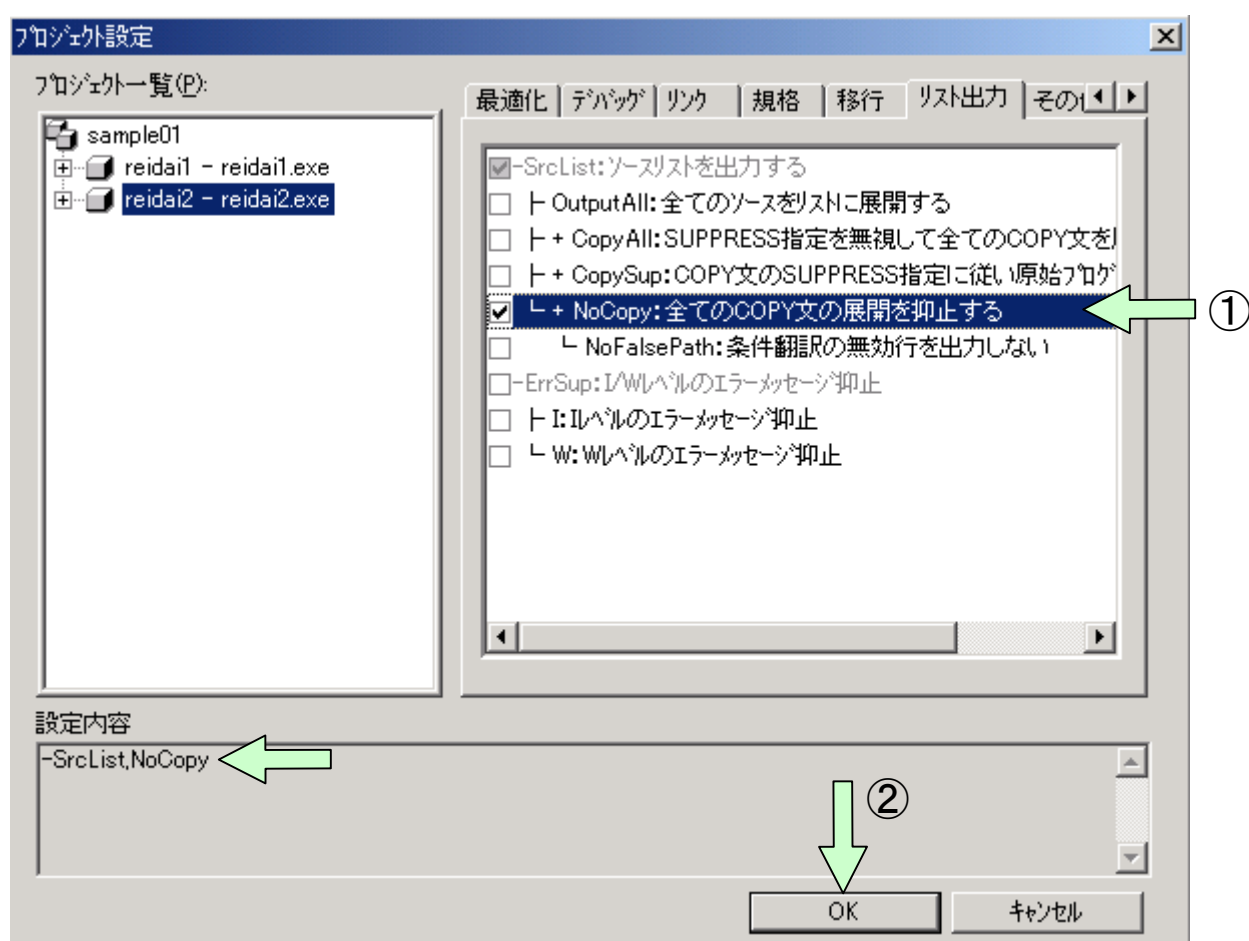 プロジェクト設定
プロジェクト一覧(P):
sample01
reidai1 - reidai1.exe
reidai2 - reidai2.exe
最適化 デバッグ リンク 規格 移行 リスト出力 その
-SrcList:ソースリストを出力する
├ OutputAll:全てのソースをリストに展開する
├ + CopyAll:SUPPRESS指定を無視して全てのCOPY文を
├ + CopySup:COPY文のSUPPRESS指定に従い原始プログ
└ + NoCopy:全てのCOPY文の展開を抑止する
①
└ NoFalsePath:条件翻訳の無効行を出力しない
-ErrSup:I/Wレベルのエラーメッセージ抑止
├ I:Iレベルのエラーメッセージ抑止
└ W:Wレベルのエラーメッセージ抑止
設定内容
-SrcList,NoCopy
②
OK キャンセル